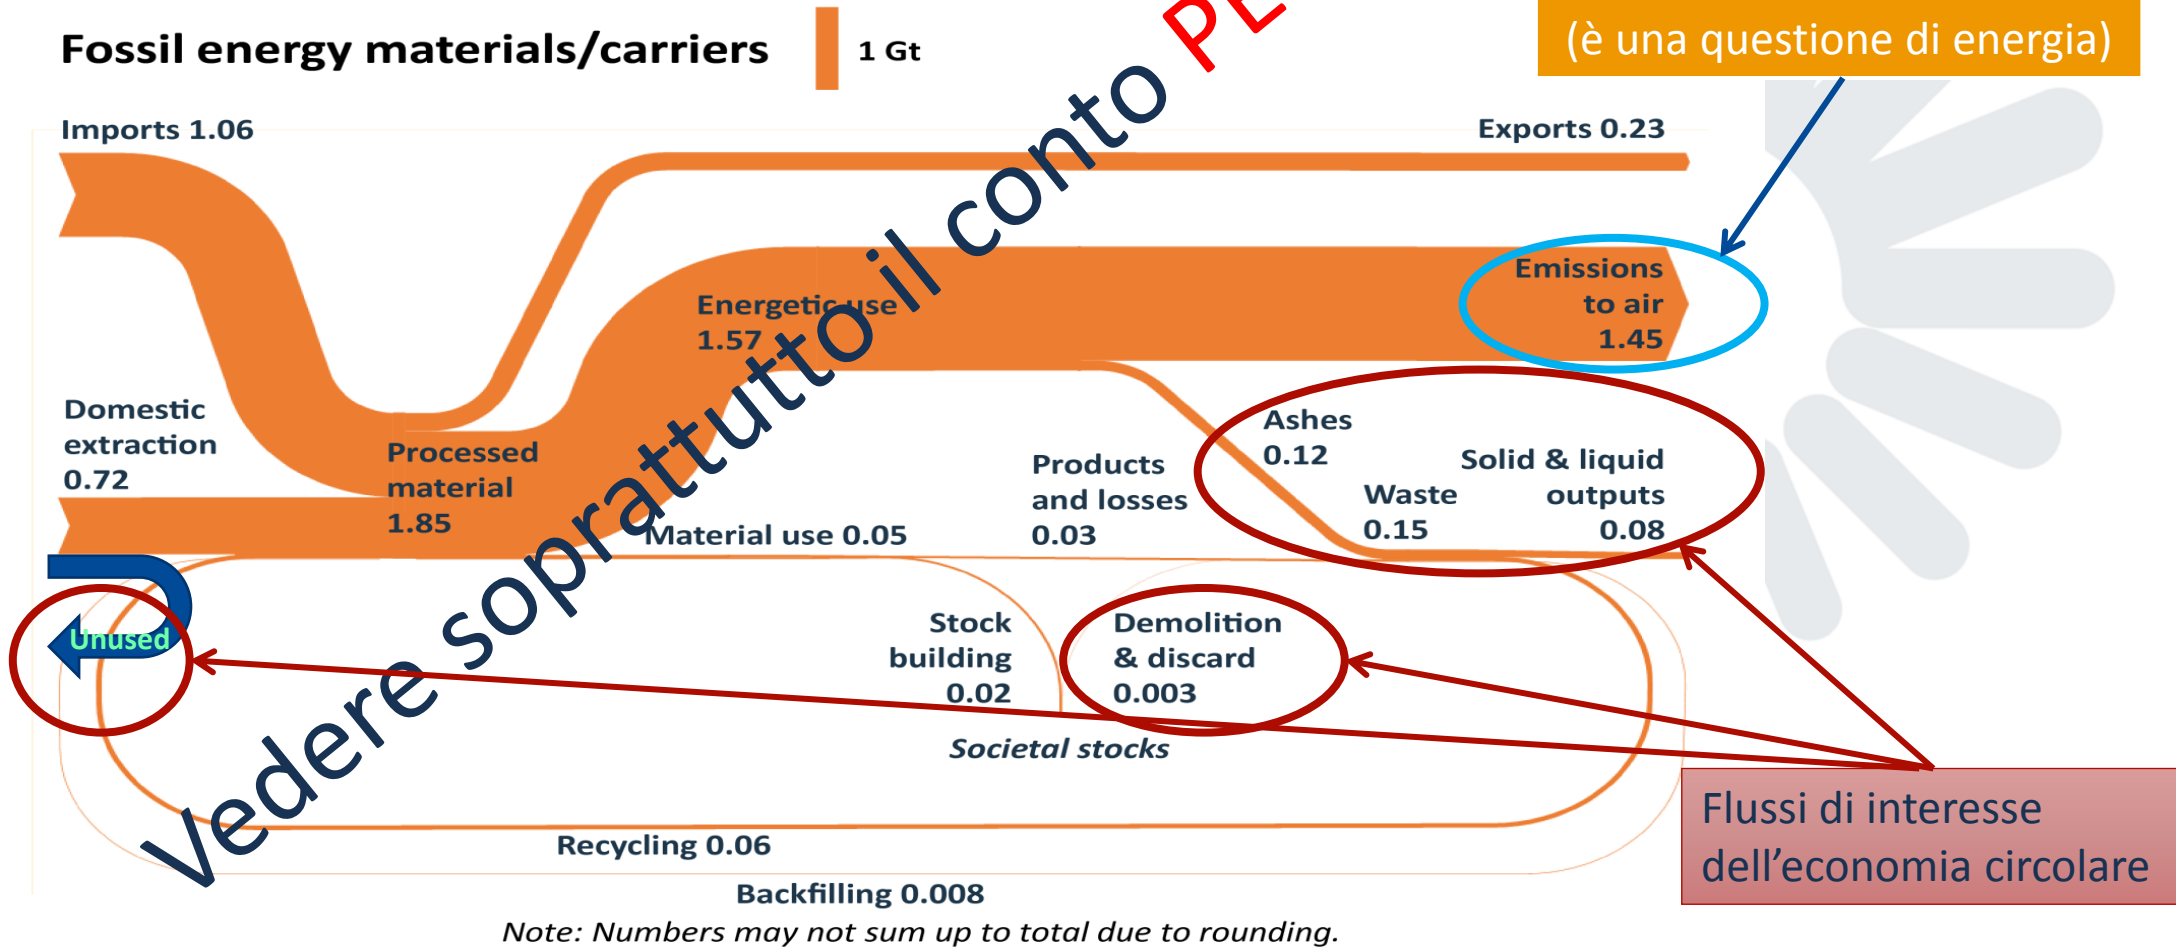 (è una questione di energia)
Fossil energy materials/carriers
1 Gt
Imports 1.06
Exports 0.23
Emissions
to air
1.45
Energetic use
1.57
Domestic
extraction
0.72
Processed
material
1.85
Ashes
0.12
Products
and losses
0.03
Waste
0.15
Solid & liquid
outputs
0.08
Material use 0.05
Unused
Stock
building
0.02
Demolition
& discard
0.003
Societal stocks
Recycling 0.06
Backfilling 0.008
Note: Numbers may not sum up to total due to rounding.
Flussi di interesse
dell’economia circolare
Vedere soprattutto il conto